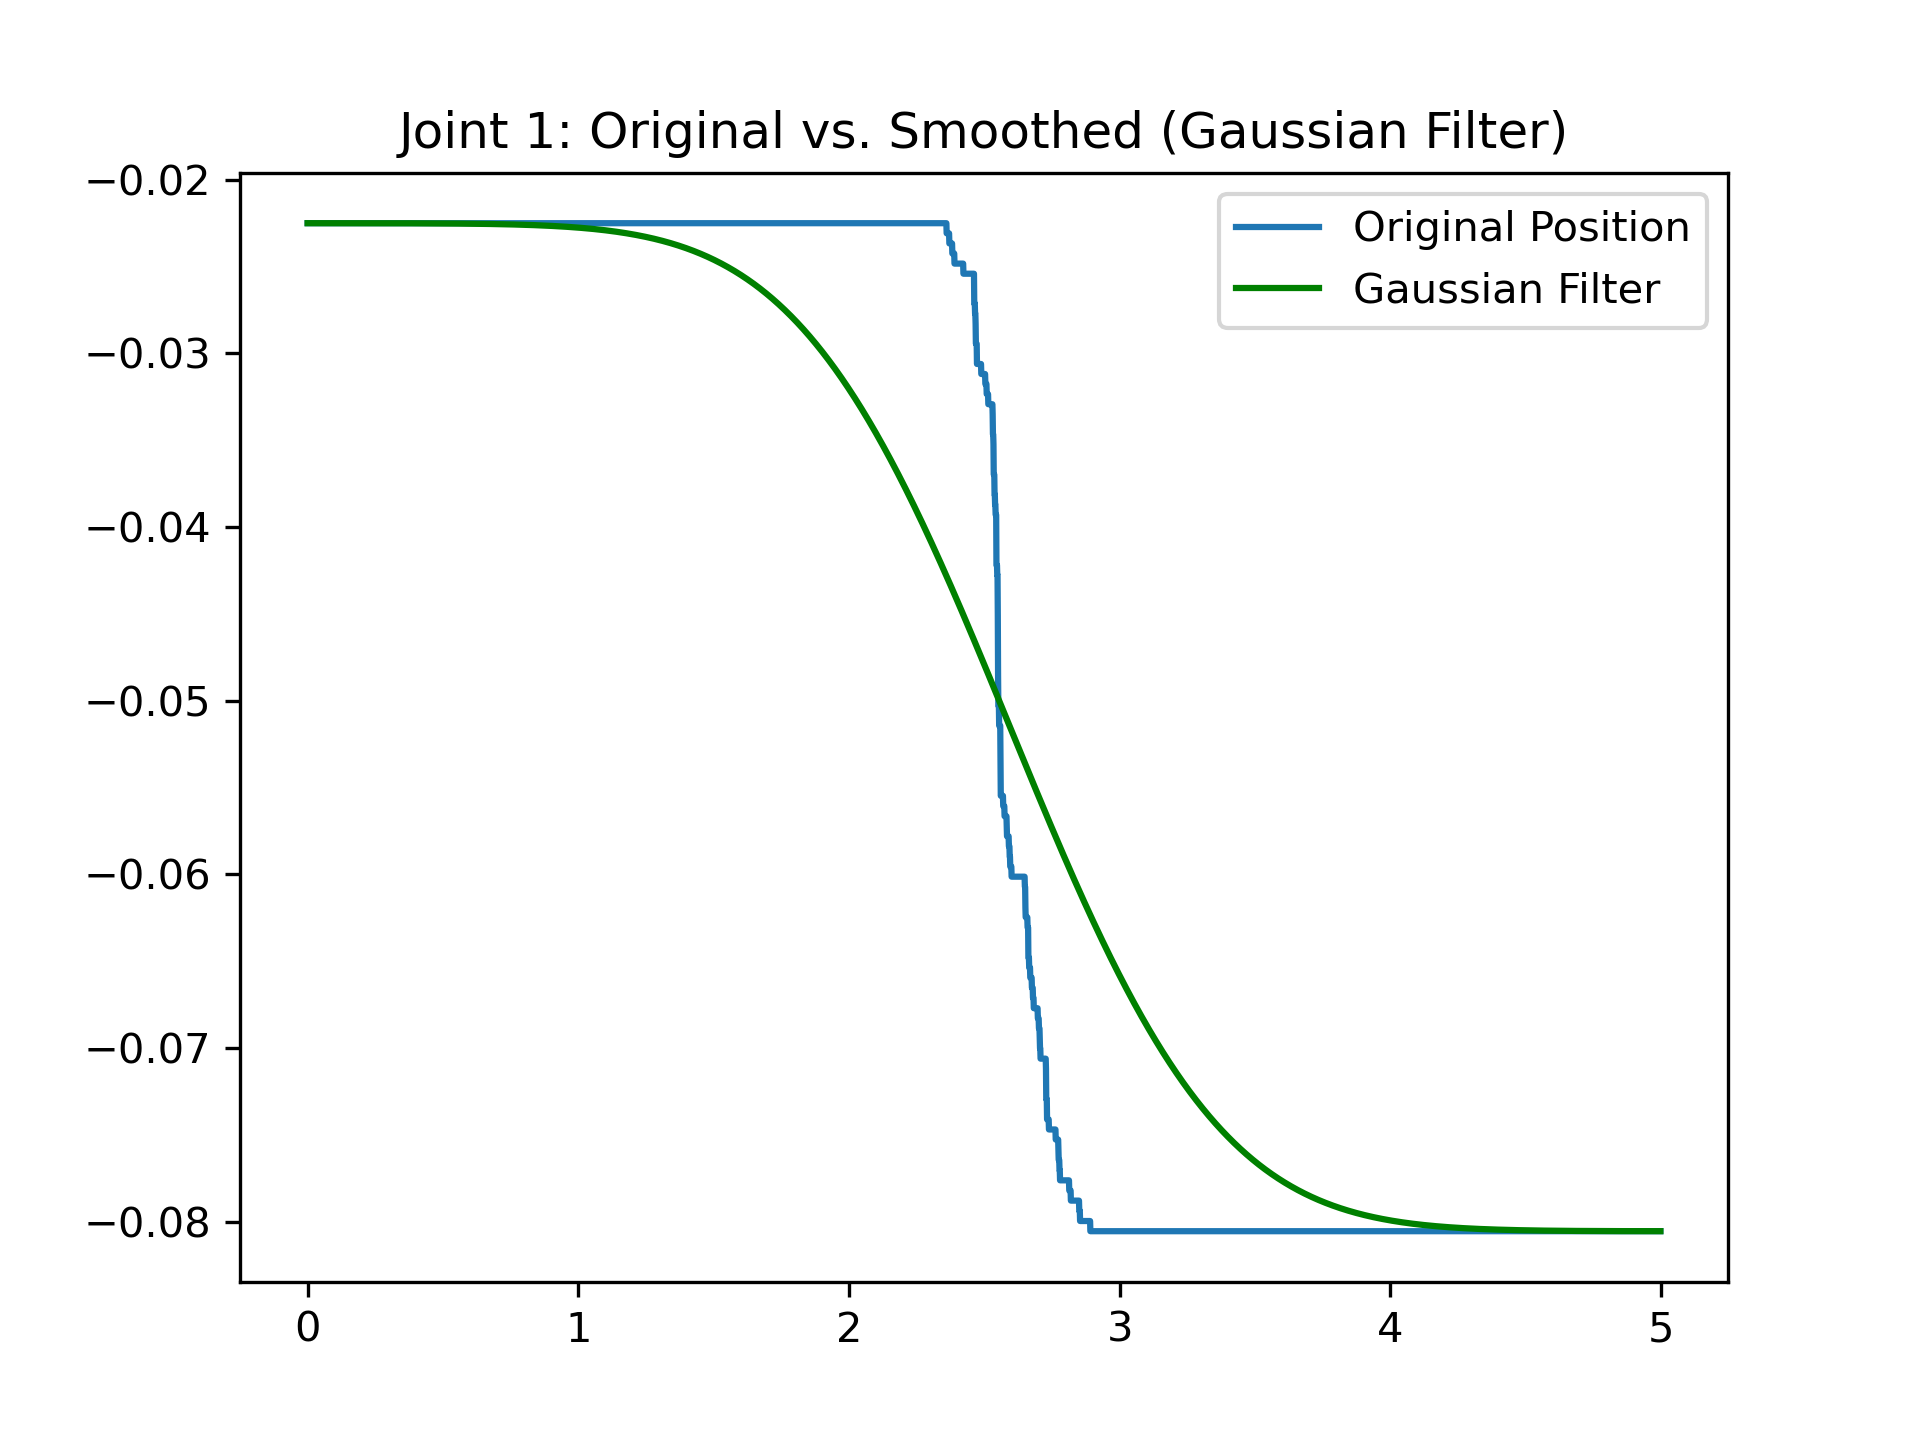 Joint 1: Original vs. Smoothed (Gaussian Filter)
−0.02
−0.03
−0.04
−0.05
−0.06
−0.07
−0.08
Original Position
Gaussian Filter
0 1 2 3 4 5